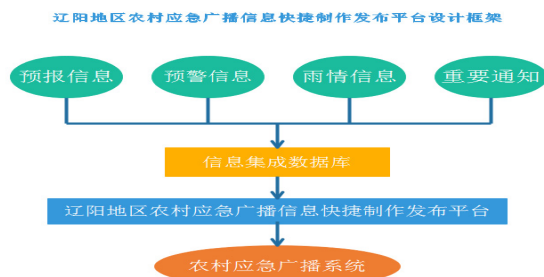 辽阳地区农村应急广播信息快捷制作发布平台设计框架
预报信息
预警信息
雨情信息
重要通知
信息集成数据库
辽阳地区农村应急广播信息快捷制作发布平台
农村应急广播系统